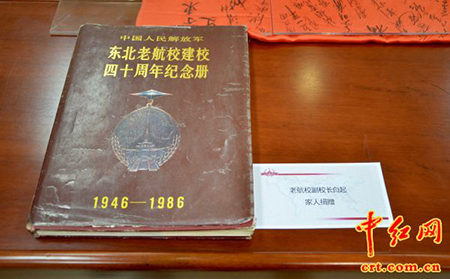 中国人民解放军
东北老航校建校
四十周年纪念册
1946—1986
老航校副校长白起
家人捐赠
中红网
crt.com.cn